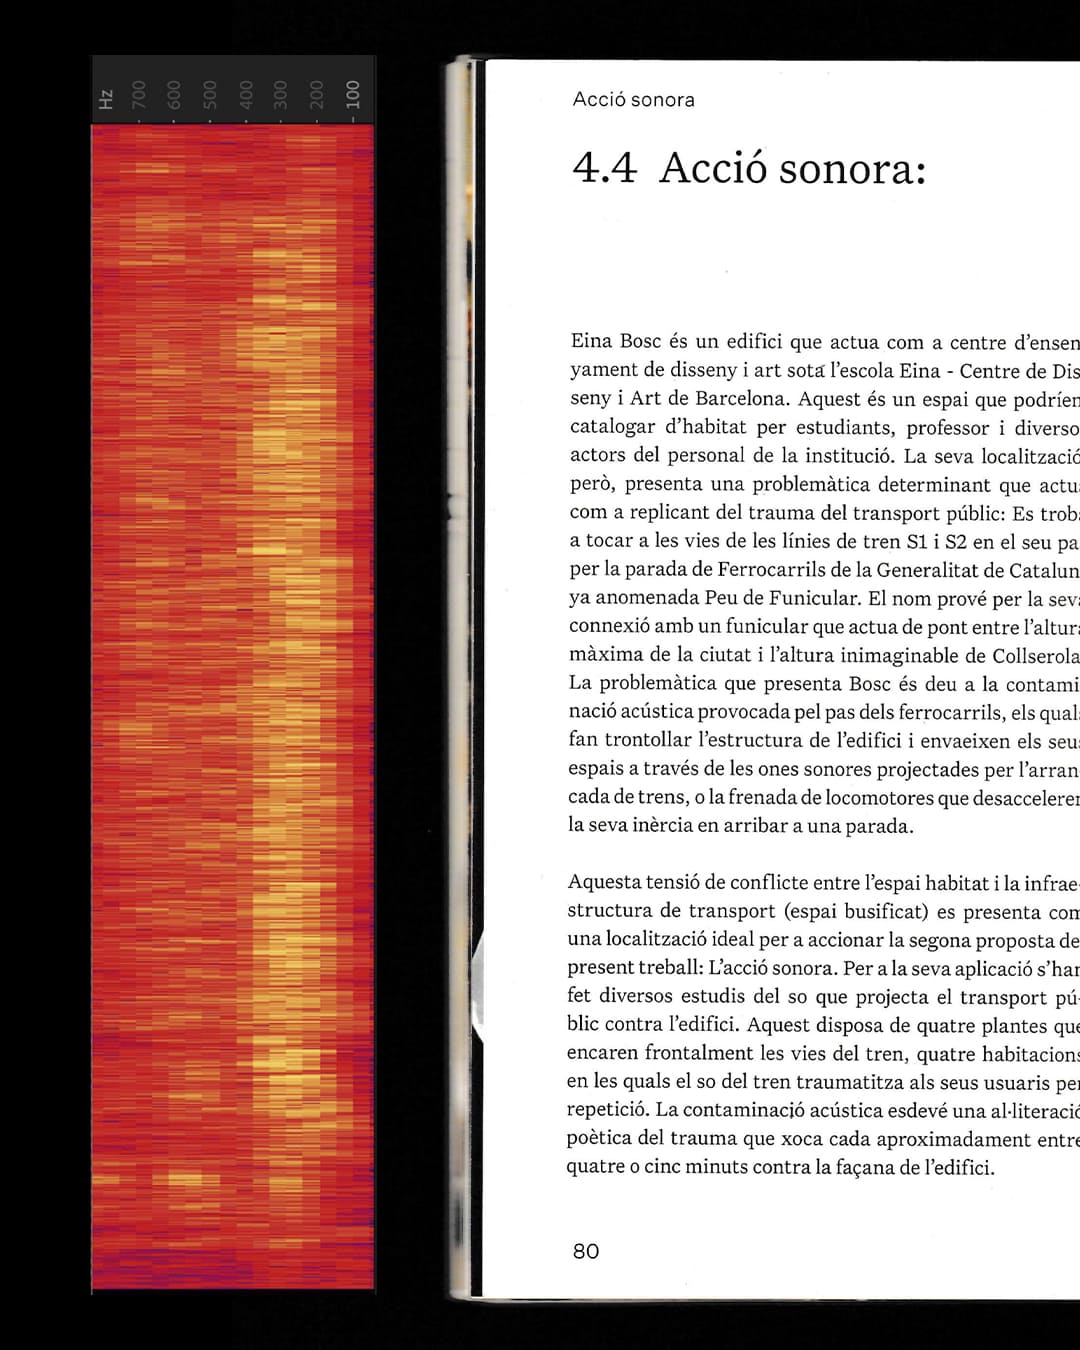 Hz 700 600 500 400 300 200 100
Acció sonora
4.4 Acció sonora:
Eina Bosc és un edifici que actua com a centre d’ensen
yament de disseny i art sota l’escola Eina - Centre de Dis
seny i Art de Barcelona. Aquest és un espai que podríen
catalogar d’habitat per estudiants, professor i diverso
actors del personal de la institució. La seva localització
però, presenta una problemàtica determinant que actu
com a replicant del trauma del transport públic: Es trob
a tocar a les vies de les línies de tren S1 i S2 en el seu pa
per la parada de Ferrocarrils de la Generalitat de Catalun
ya anomenada Peu de Funicular. El nom prové per la sev
connexió amb un funicular que actua de pont entre l’altur
màxima de la ciutat i l’altura inimaginable de Collserola
La problemàtica que presenta Bosc és deu a la contami
nació acústica provocada pel pas dels ferrocarrils, els qual
fan trontollar l’estructura de l’edifici i envaeixen els seu
espais a través de les ones sonores projectades per l’arran-
cada de trens, o la frenada de locomotores que desacceleren
la seva inèrcia en arribar a una parada.
Aquesta tensió de conflicte entre l’espai habitat i la infrae-
structura de transport (espai busificat) es presenta com
una localització ideal per a accionar la segona proposta de
present treball: L’acció sonora. Per a la seva aplicació s’han
fet diversos estudis del so que projecta el transport pú-
blic contra l’edifici. Aquest disposa de quatre plantes que
encaren frontalment les vies del tren, quatre habitacions
en les quals el so del tren traumatitza als seus usuaris per
repetició. La contaminació acústica esdevé una al·literació
poètica del trauma que xoca cada aproximadament entre
quatre o cinc minuts contra la façana de l’edifici.
80